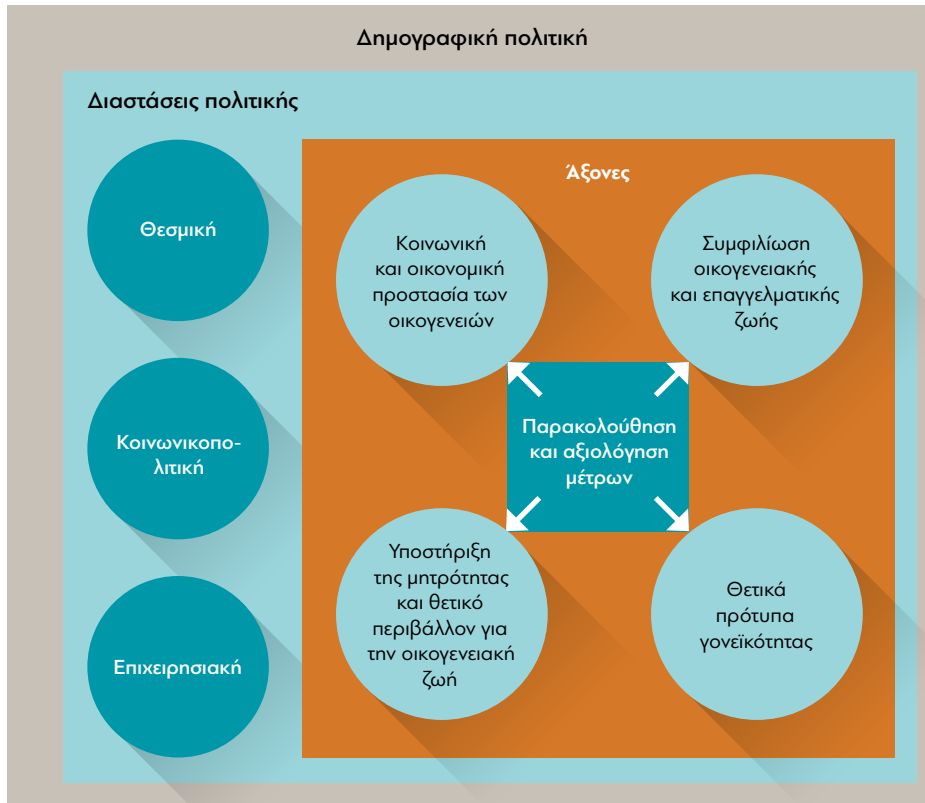 Δημογραφική πολιτική
Διαστάσεις πολιτικής
Θεσμική
Κοινωνικοπο-
λιτική
Επιχειρησιακή
Άξονες
Κοινωνική
και οικονομική
προστασία των
οικογενειών
Συμφιλίωση
οικογενειακής
και επαγγελματικής
ζωής
Παρακολούθηση
και αξιολόγηση
μέτρων
Υποστήριξη
της μητρότητας
και θετικό
περιβάλλον για
την οικογενειακή
ζωή
Θετικά
πρότυπα
γονεϊκότητας